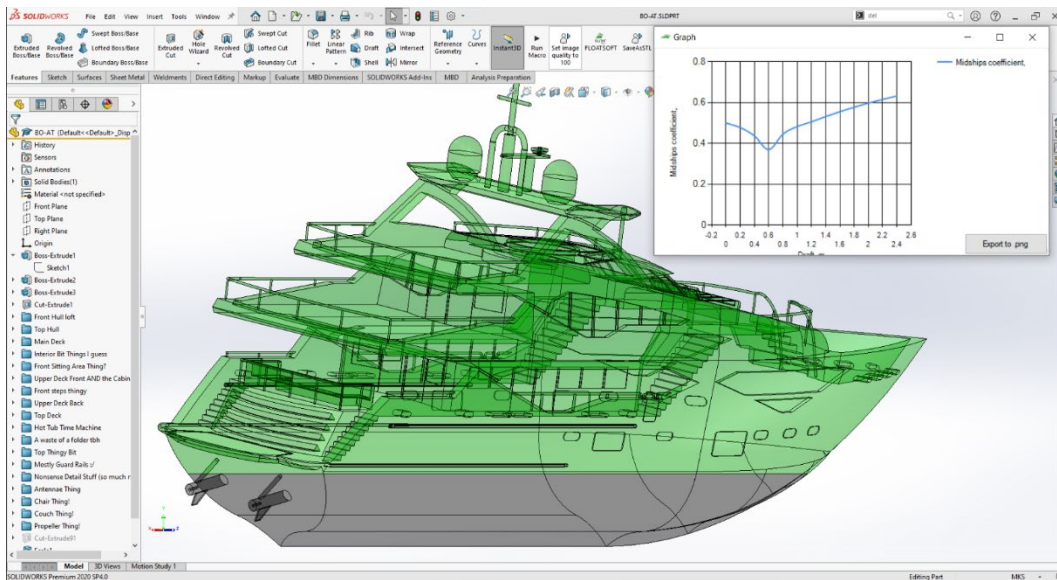 SOLIDWORKS File Edit View Insert Tools Window
BO-AT.SLDPRT
Extruded Boss/Base
Revolved Boss/Base
Swept Boss/Base
Lofted Boss/Base
Boundary Boss/Base
Extruded Cut
Hole Wizard
Revolved Cut
Swept Cut
Lofted Cut
Boundary Cut
Fillet
Linear Pattern
Rib
Draft
Shell
Wrap
Intersect
Mirror
Reference Geometry
Curves
Instant3D
Run Macro
Set image quality to 100
FLOATSOFT
SaveAsSTL
Features Sketch Surfaces Sheet Metal Weldments Direct Editing Markup Evaluate MBD Dimensions SOLIDWORKS Add-Ins MBD Analysis Preparation
BO-AT (Default<<Default>_Disp
History
Sensors
Annotations
Solid Bodies(1)
Material <not specified>
Front Plane
Top Plane
Right Plane
Origin
Boss-Extrude1
Sketch1
Boss-Extrude2
Boss-Extrude3
Cut-Extrude1
Front Hull loft
Top Hull
Main Deck
Interior Bit Things I guess
Front Sitting Area Thing?
Upper Deck Front AND the Cabin
Front steps thingy
Upper Deck Back
Top Deck
Hot Tub Time Machine
A waste of a folder tbh
Top Thingy Bit
Mostly Guard Rails :/
Nonsense Detail Stuff (so much r
Antennae Thing
Chair Thing!
Couch Thing!
Propeller Thing!
Cut-Extrude91
Graph
Midships coefficient,
Midships coefficient,
0.8
0.6
0.4
0.2
0
-0.2 0.2 0.6 1 1.4 1.8 2.2 2.6
0 0.4 0.8 1.2 1.6 2 2.4
Export to .png
Model 3D Views Motion Study 1
SOLIDWORKS Premium 2020 SP4.0
Editing Part
MKS